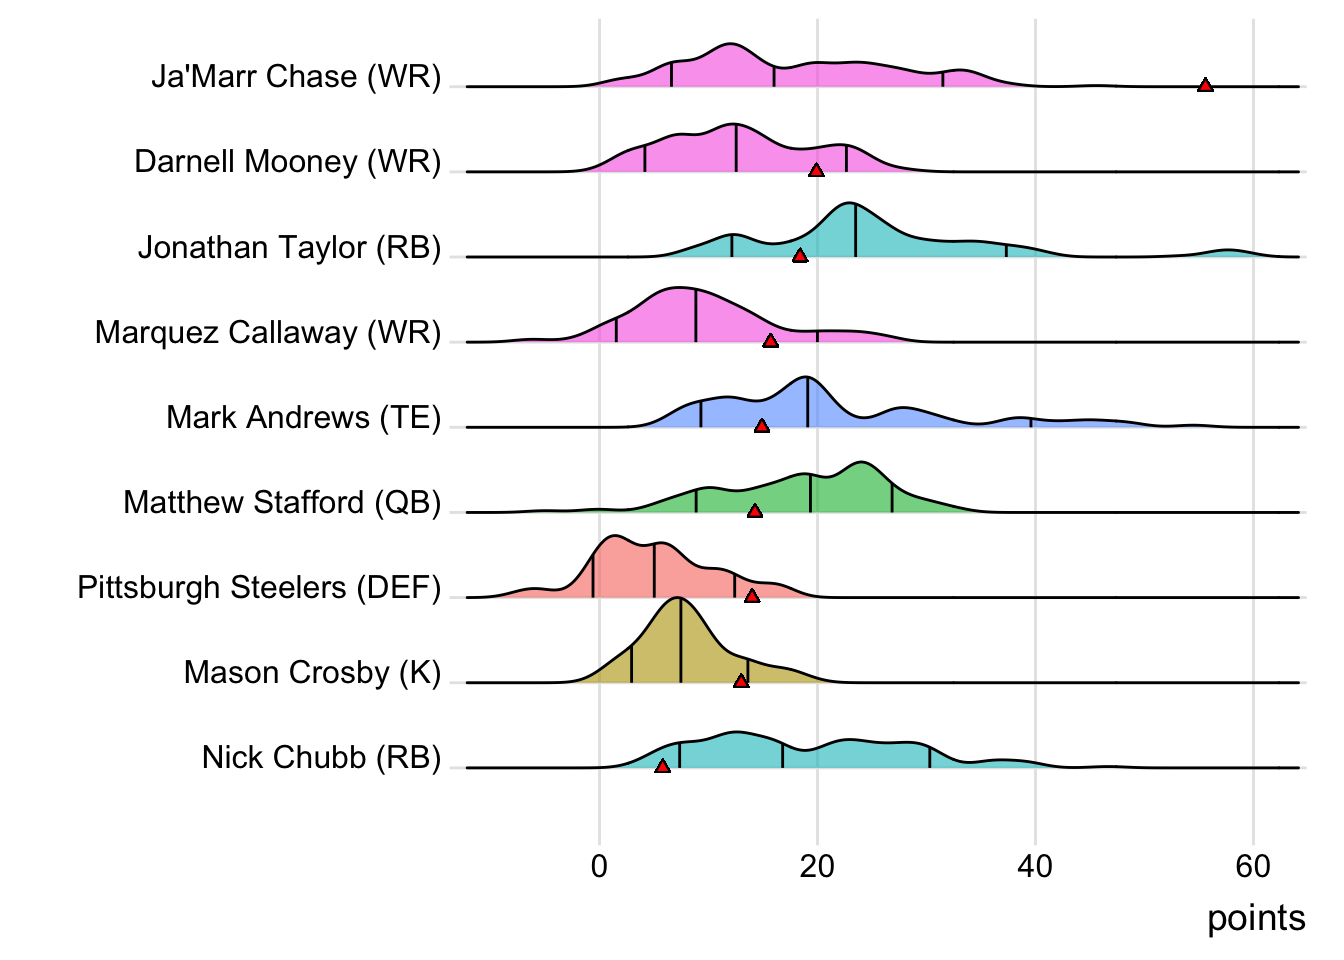 Ja'Marr Chase (WR)
Darnell Mooney (WR)
Jonathan Taylor (RB)
Marquez Callaway (WR)
Mark Andrews (TE)
Matthew Stafford (QB)
Pittsburgh Steelers (DEF)
Mason Crosby (K)
Nick Chubb (RB)
0 20 40 60
points